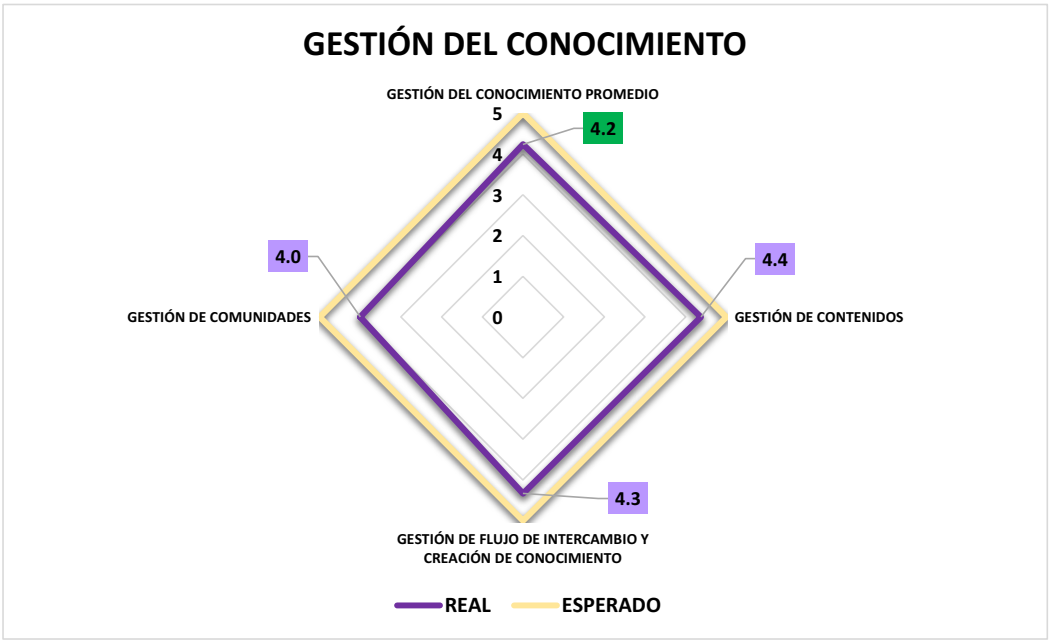 GESTIÓN DEL CONOCIMIENTO
GESTIÓN DEL CONOCIMIENTO PROMEDIO
5
4.2
4
3
2
4.0
4.4
1
GESTIÓN DE COMUNIDADES
0
GESTIÓN DE CONTENIDOS
4.3
GESTIÓN DE FLUJO DE INTERCAMBIO Y
CREACIÓN DE CONOCIMIENTO
REAL
ESPERADO